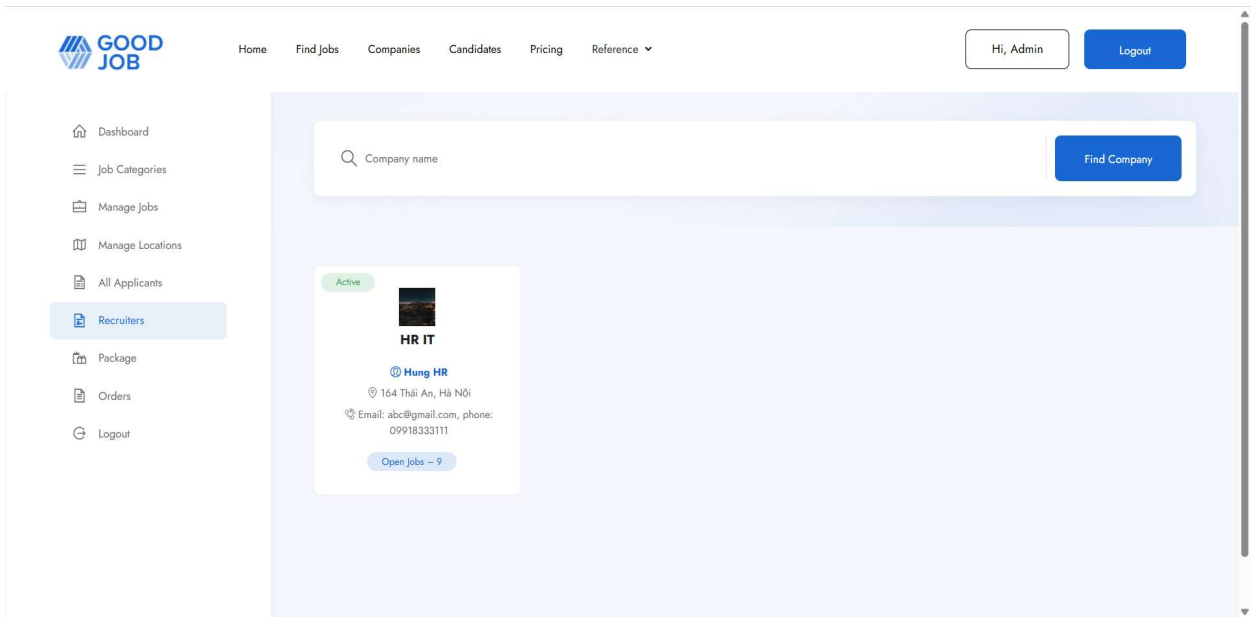 GOOD
JOB
Home Find Jobs Companies Candidates Pricing Reference
Hi, Admin
Logout
Dashboard
Job Categories
Manage Jobs
Manage Locations
All Applicants
Recruiters
Package
Orders
Logout
Company name
Find Company
Active
HR IT
Hung HR
164 Thái An, Hà Nội
Email: abc@gmail.com, phone:
09918333111
Open Jobs – 9